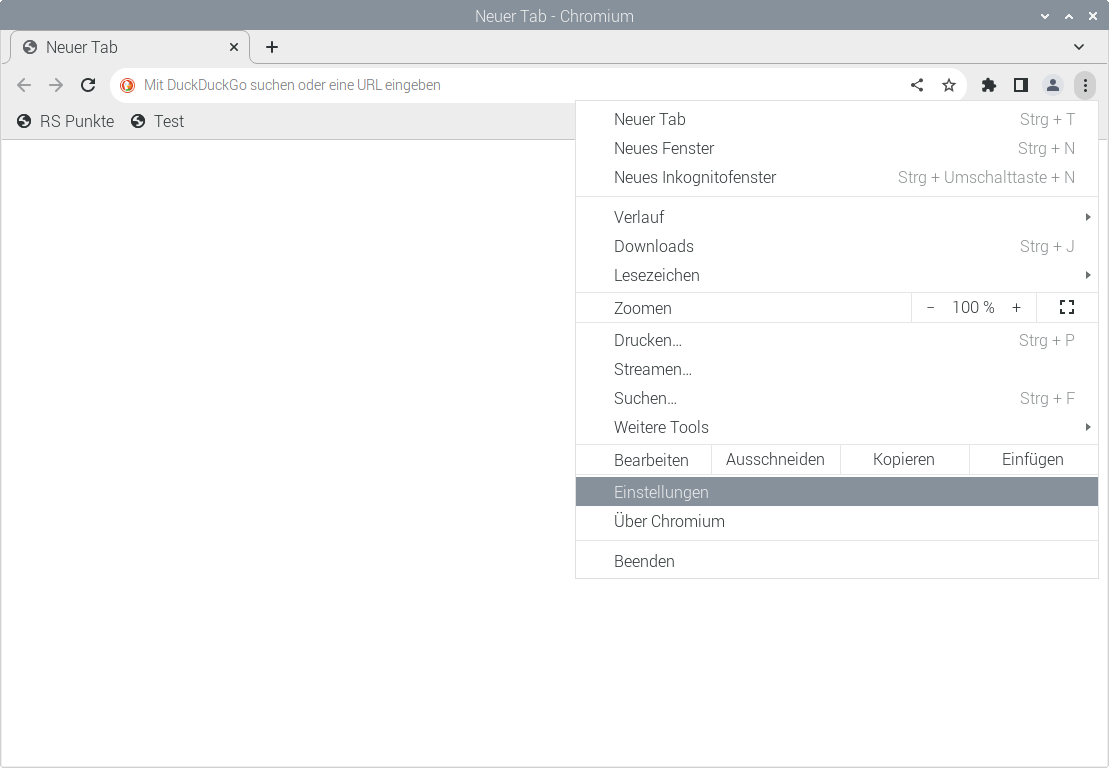 Neuer Tab - Chromium
Neuer Tab
Mit DuckDuckGo suchen oder eine URL eingeben
RS Punkte Test
Neuer Tab Strg + T
Neues Fenster Strg + N
Neues Inkognitofenster Strg + Umschalttaste + N
Verlauf
Downloads Strg + J
Lesezeichen
Zoomen - 100 % +
Drucken... Strg + P
Streamen...
Suchen... Strg + F
Weitere Tools
Bearbeiten Ausschneiden Kopieren Einfügen
Einstellungen
Über Chromium
Beenden